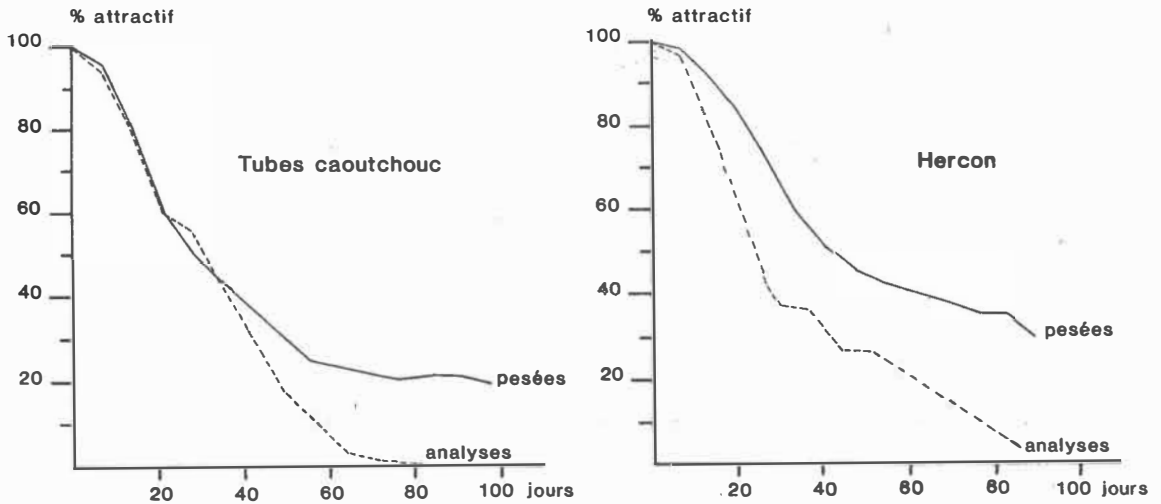 % attractif
100
80
60
40
20
Tubes caoutchouc
pesées
analyses
20 40 60 80 100 jours
% attractif
100
80
60
40
20
Hercon
pesées
analyses
20 40 60 80 100 jours